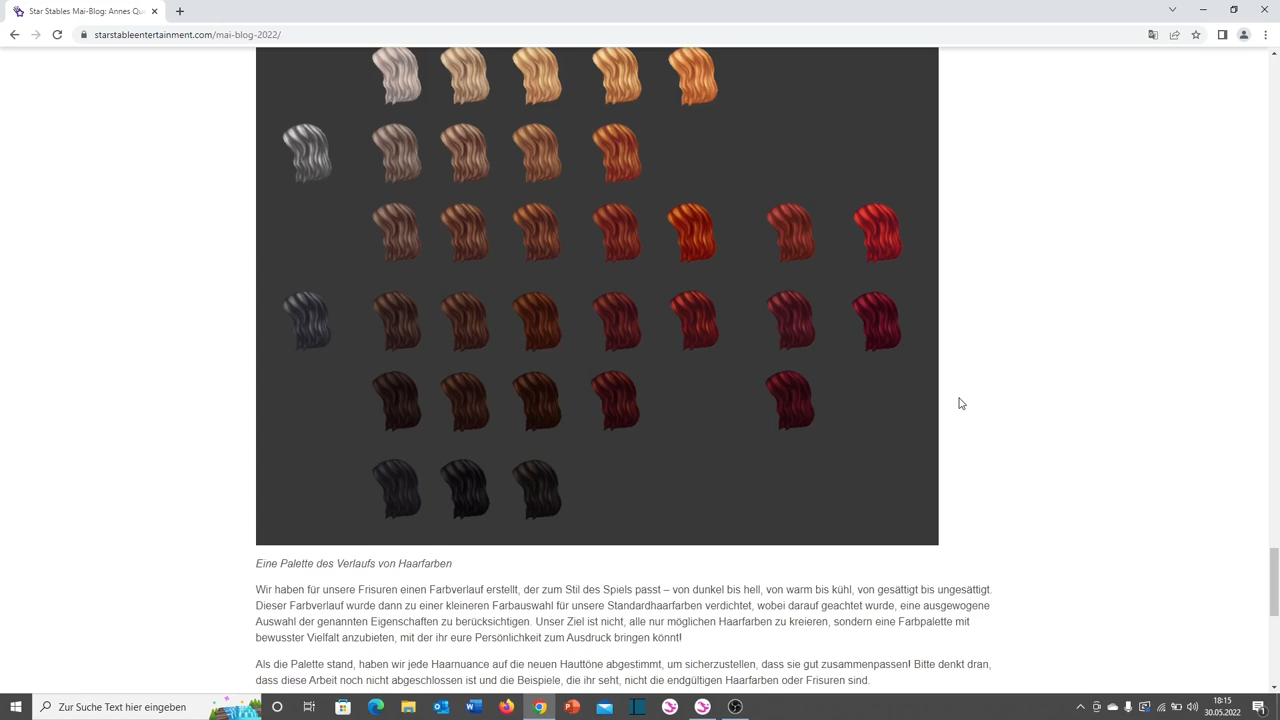 Star Stables Mai-Blog: Annes Que
starstableentertainment.com/mai-blog-2022/
Eine Palette des Verlaufs von Haarfarben
Wir haben für unsere Frisuren einen Farbverlauf erstellt, der zum Stil des Spiels passt – von dunkel bis hell, von warm bis kühl, von gesättigt bis ungesättigt.
Dieser Farbverlauf wurde dann zu einer kleineren Farbauswahl für unsere Standardhaarfarben verdichtet, wobei darauf geachtet wurde, eine ausgewogene
Auswahl der genannten Eigenschaften zu berücksichtigen. Unser Ziel ist nicht, alle nur möglichen Haarfarben zu kreieren, sondern eine Farbpalette mit
bewusster Vielfalt anzubieten, mit der ihr eure Persönlichkeit zum Ausdruck bringen könnt!
Als die Palette stand, haben wir jede Haarnuance auf die neuen Hauttöne abgestimmt, um sicherzustellen, dass sie gut zusammenpassen! Bitte denkt dran,
dass diese Arbeit noch nicht abgeschlossen ist und die Beispiele, die ihr seht, nicht die endgültigen Haarfarben oder Frisuren sind.
Zur Suche Text hier eingeben
18:15
30.05.2022